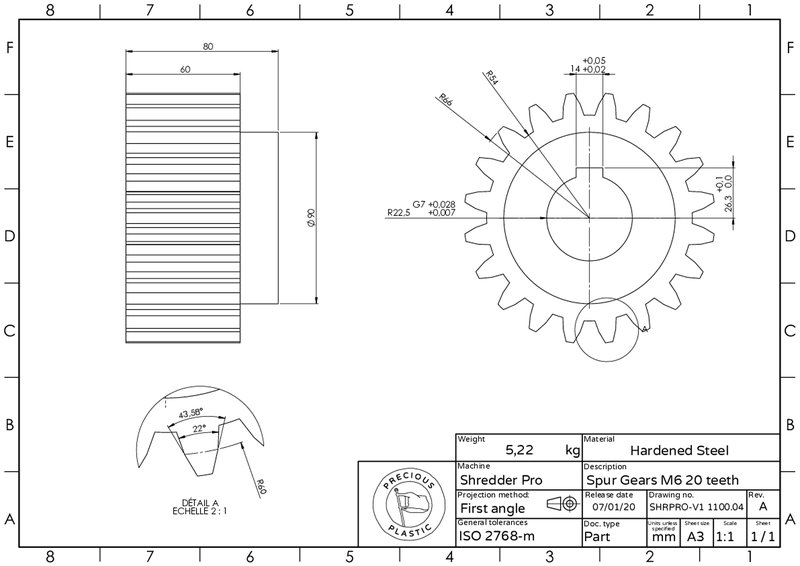 8 7 6 5 4 3 2 1
F F
E E
D D
C C
B B
A A
80
60
Ø 90
R66
R54
+0.05
14 +0.02
+0.1
26.3 0.0
G7 +0.028
R22.5 +0.007
A
43,58°
22°
R60
DÉTAIL A
ECHELLE 2 : 1
PRECIOUS
PLASTIC
Weight
5,22 kg
Material
Hardened Steel
Machine
Shredder Pro
Description
Spur Gears M6 20 teeth
Projection method:
First angle
Release date
07/01/20
Drawing no.
SHRPRO-V1 1100.04
Rev.
A
General tolerances
ISO 2768-m
Doc. type
Part
Units unless
specified
mm
Sheet size
A3
Scale
1:1
Sheet
1 / 1
8 7 6 5 4 3 2 1